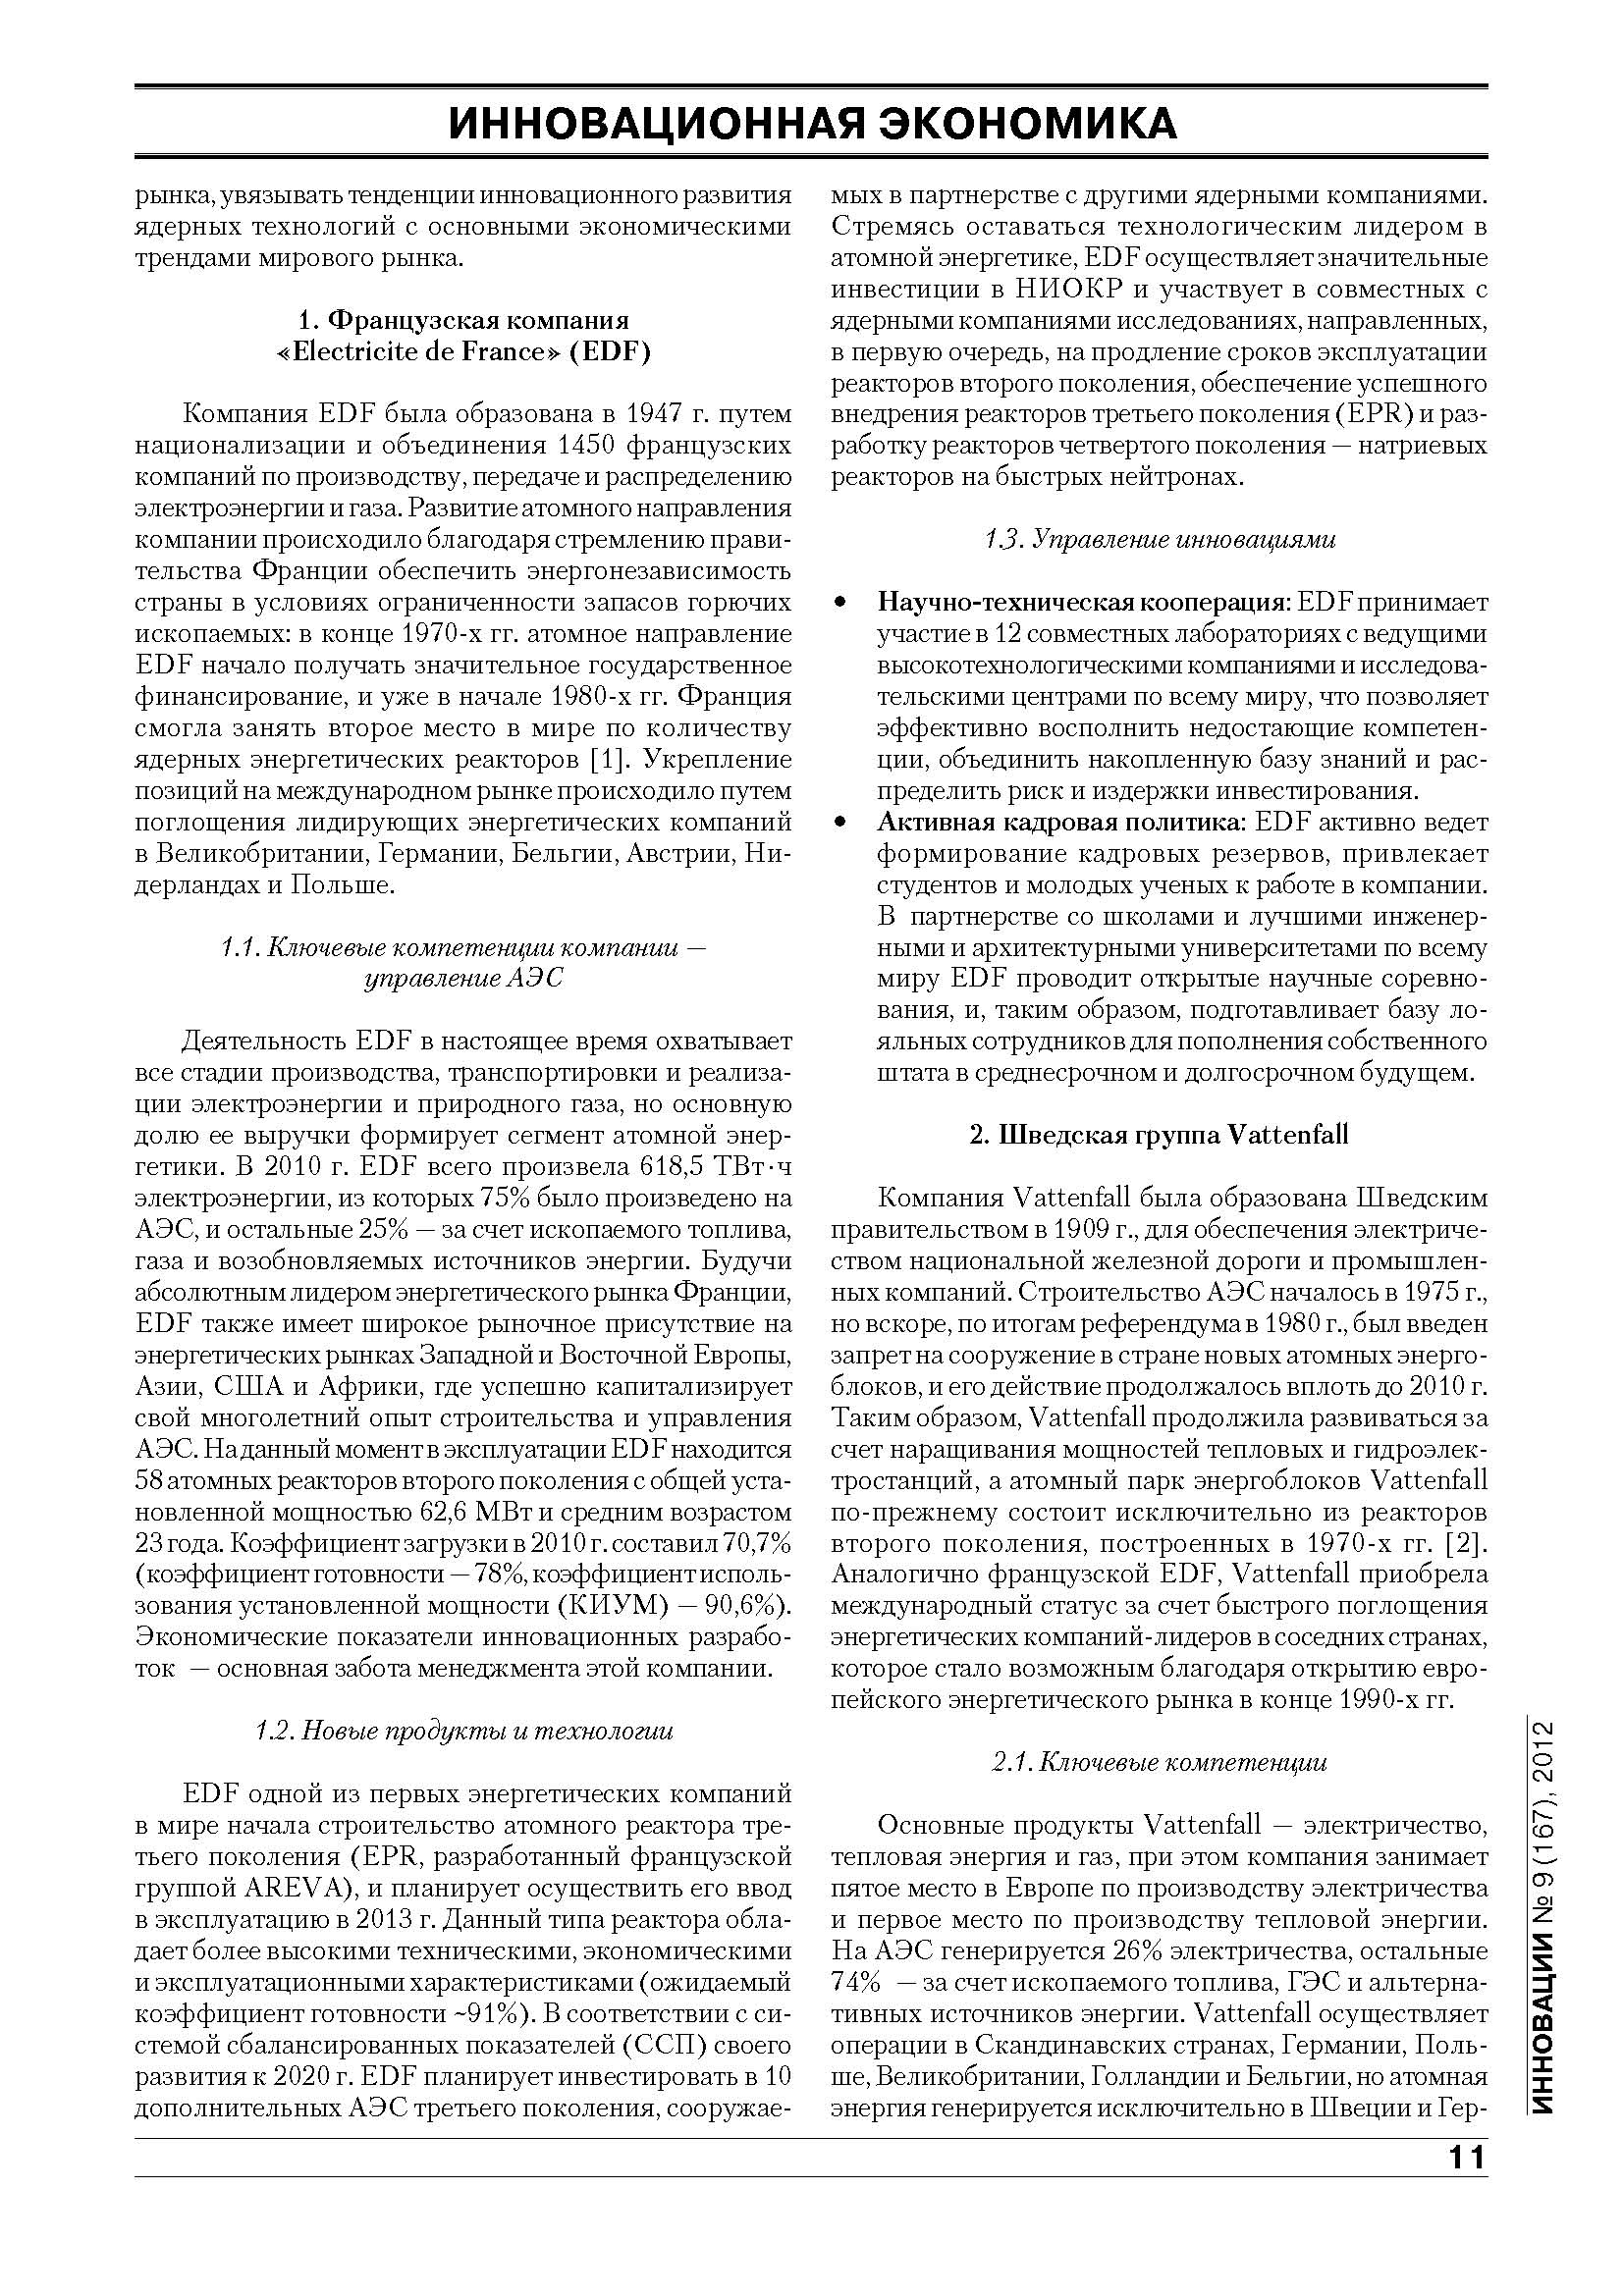 ИННОВАЦИОННАЯ ЭКОНОМИКА
рынка, увязывать тенденции инновационного развития
ядерных технологий с основными экономическими
трендами мирового рынка.
1. Французская компания
«Electricite de France» (EDF)
Компания EDF была образована в 1947 г. путем
национализации и объединения 1450 французских
компаний по производству, передаче и распределению
электроэнергии и газа. Развитие атомного направления
компании происходило благодаря стремлению прави-
тельства Франции обеспечить энергонезависимость
страны в условиях ограниченности запасов горючих
ископаемых: в конце 1970-х гг. атомное направление
EDF начало получать значительное государственное
финансирование, и уже в начале 1980-х гг. Франция
смогла занять второе место в мире по количеству
ядерных энергетических реакторов [1]. Укрепление
позиций на международном рынке происходило путем
поглощения лидирующих энергетических компаний
в Великобритании, Германии, Бельгии, Австрии, Ни-
дерландах и Польше.
1.1. Ключевые компетенции компании —
управление АЭС
Деятельность EDF в настоящее время охватывает
все стадии производства, транспортировки и реализа-
ции электроэнергии и природного газа, но основную
долю ее выручки формирует сегмент атомной энер-
гетики. В 2010 г. EDF всего произвела 618,5 ТВт·ч
электроэнергии, из которых 75% было произведено на
АЭС, и остальные 25% — за счет ископаемого топлива,
газа и возобновляемых источников энергии. Будучи
абсолютным лидером энергетического рынка Франции,
EDF также имеет широкое рыночное присутствие на
энергетических рынках Западной и Восточной Европы,
Азии, США и Африки, где успешно капитализирует
свой многолетний опыт строительства и управления
АЭС. На данный момент в эксплуатации EDF находится
58 атомных реакторов второго поколения с общей уста-
новленной мощностью 62,6 МВт и средним возрастом
23 года. Коэффициент загрузки в 2010 г. составил 70,7%
(коэффициент готовности — 78%, коэффициент исполь-
зования установленной мощности (КИУМ) — 90,6%).
Экономические показатели инновационных разрабо-
ток — основная забота менеджмента этой компании.
1.2. Новые продукты и технологии
EDF одной из первых энергетических компаний
в мире начала строительство атомного реактора тре-
тьего поколения (EPR, разработанный французской
группой AREVA), и планирует осуществить его ввод
в эксплуатацию в 2013 г. Данный типа реактора обла-
дает более высокими техническими, экономическими
и эксплуатационными характеристиками (ожидаемый
коэффициент готовности ~91%). В соответствии с си-
стемой сбалансированных показателей (ССП) своего
развития к 2020 г. EDF планирует инвестировать в 10
дополнительных АЭС третьего поколения, сооружае-
мых в партнерстве с другими ядерными компаниями.
Стремясь оставаться технологическим лидером в
атомной энергетике, EDF осуществляет значительные
инвестиции в НИОКР и участвует в совместных с
ядерными компаниями исследованиях, направленных,
в первую очередь, на продление сроков эксплуатации
реакторов второго поколения, обеспечение успешного
внедрения реакторов третьего поколения (EPR) и раз-
работку реакторов четвертого поколения — натриевых
реакторов на быстрых нейтронах.
1.3. Управление инновациями
• Научно-техническая кооперация: EDF принимает
участие в 12 совместных лабораториях с ведущими
высокотехнологическими компаниями и исследова-
тельскими центрами по всему миру, что позволяет
эффективно восполнить недостающие компетен-
ции, объединить накопленную базу знаний и рас-
пределить риск и издержки инвестирования.
• Активная кадровая политика: EDF активно ведет
формирование кадровых резервов, привлекает
студентов и молодых ученых к работе в компании.
В партнерстве со школами и лучшими инженер-
ными и архитектурными университетами по всему
миру EDF проводит открытые научные соревно-
вания, и, таким образом, подготавливает базу ло-
яльных сотрудников для пополнения собственного
штата в среднесрочном и долгосрочном будущем.
2. Шведская группа Vattenfall
Компания Vattenfall была образована Шведским
правительством в 1909 г., для обеспечения электриче-
ством национальной железной дороги и промышлен-
ных компаний. Строительство АЭС началось в 1975 г.,
но вскоре, по итогам референдума в 1980 г., был введен
запрет на сооружение в стране новых атомных энерго-
блоков, и его действие продолжалось вплоть до 2010 г.
Таким образом, Vattenfall продолжила развиваться за
счет наращивания мощностей тепловых и гидроэлек-
тростанций, а атомный парк энергоблоков Vattenfall
по-прежнему состоит исключительно из реакторов
второго поколения, построенных в 1970-х гг. [2].
Аналогично французской EDF, Vattenfall приобрела
международный статус за счет быстрого поглощения
энергетических компаний-лидеров в соседних странах,
которое стало возможным благодаря открытию евро-
пейского энергетического рынка в конце 1990-х гг.
2.1. Ключевые компетенции
Основные продукты Vattenfall — электричество,
тепловая энергия и газ, при этом компания занимает
пятое место в Европе по производству электричества
и первое место по производству тепловой энергии.
На АЭС генерируется 26% электричества, остальные
74% — за счет ископаемого топлива, ГЭС и альтерна-
тивных источников энергии. Vattenfall осуществляет
операции в Скандинавских странах, Германии, Поль-
ше, Великобритании, Голландии и Бельгии, но атомная
энергия генерируется исключительно в Швеции и Гер-
ИННОВАЦИИ № 9 (167), 2012
11